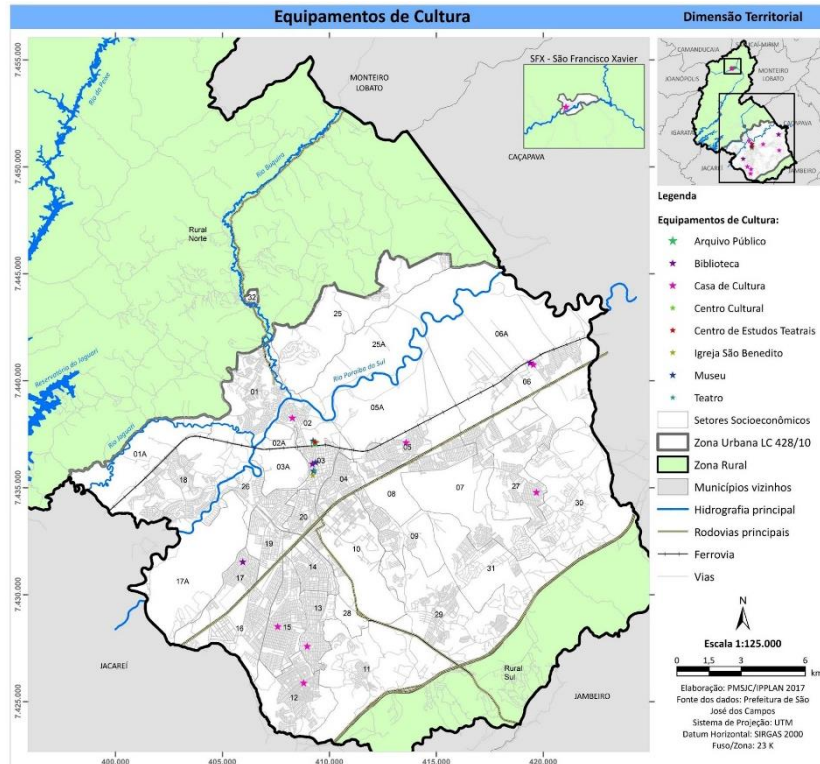 Equipamentos de Cultura
Dimensão Territorial
7.455.000
7.450.000
7.445.000
7.440.000
7.435.000
7.430.000
7.425.000
Rio do Peixe
MONTEIRO
LOBATO
SFX - São Francisco Xavier
CAÇAPAVA
Rio Buquira
Rural
Norte
32
25
25A
06A
Reservatório do Jaguari
Rio Paraíba do Sul
01
06
02
05A
Rio Jaguari
02A
05
01A
03A
03
04
18
26
08
07
27
30
20
19
10
09
17A
17
14
31
16
15
13
28
29
12
11
Rural
Sul
JACAREÍ
JAMBEIRO
400.000
405.000
410.000
415.000
420.000
CAMANDUCAIA
JOANÓPOLIS
MONTEIRO
LOBATO
CAÇAPAVA
IGARATÁ
JACAREÍ
JAMBEIRO
Legenda
Equipamentos de Cultura:
Arquivo Público
Biblioteca
Casa de Cultura
Centro Cultural
Centro de Estudos Teatrais
Igreja São Benedito
Museu
Teatro
Setores Socioeconômicos
Zona Urbana LC 428/10
Zona Rural
Municípios vizinhos
Hidrografia principal
Rodovias principais
Ferrovia
Vias
N
Escala 1:125.000
0 1,5 3 6
km
Elaboração: PMSJC/IPPLAN 2017
Fonte dos dados: Prefeitura de São
José dos Campos
Sistema de Projeção: UTM
Datum Horizontal: SIRGAS 2000
Fuso/Zona: 23 K